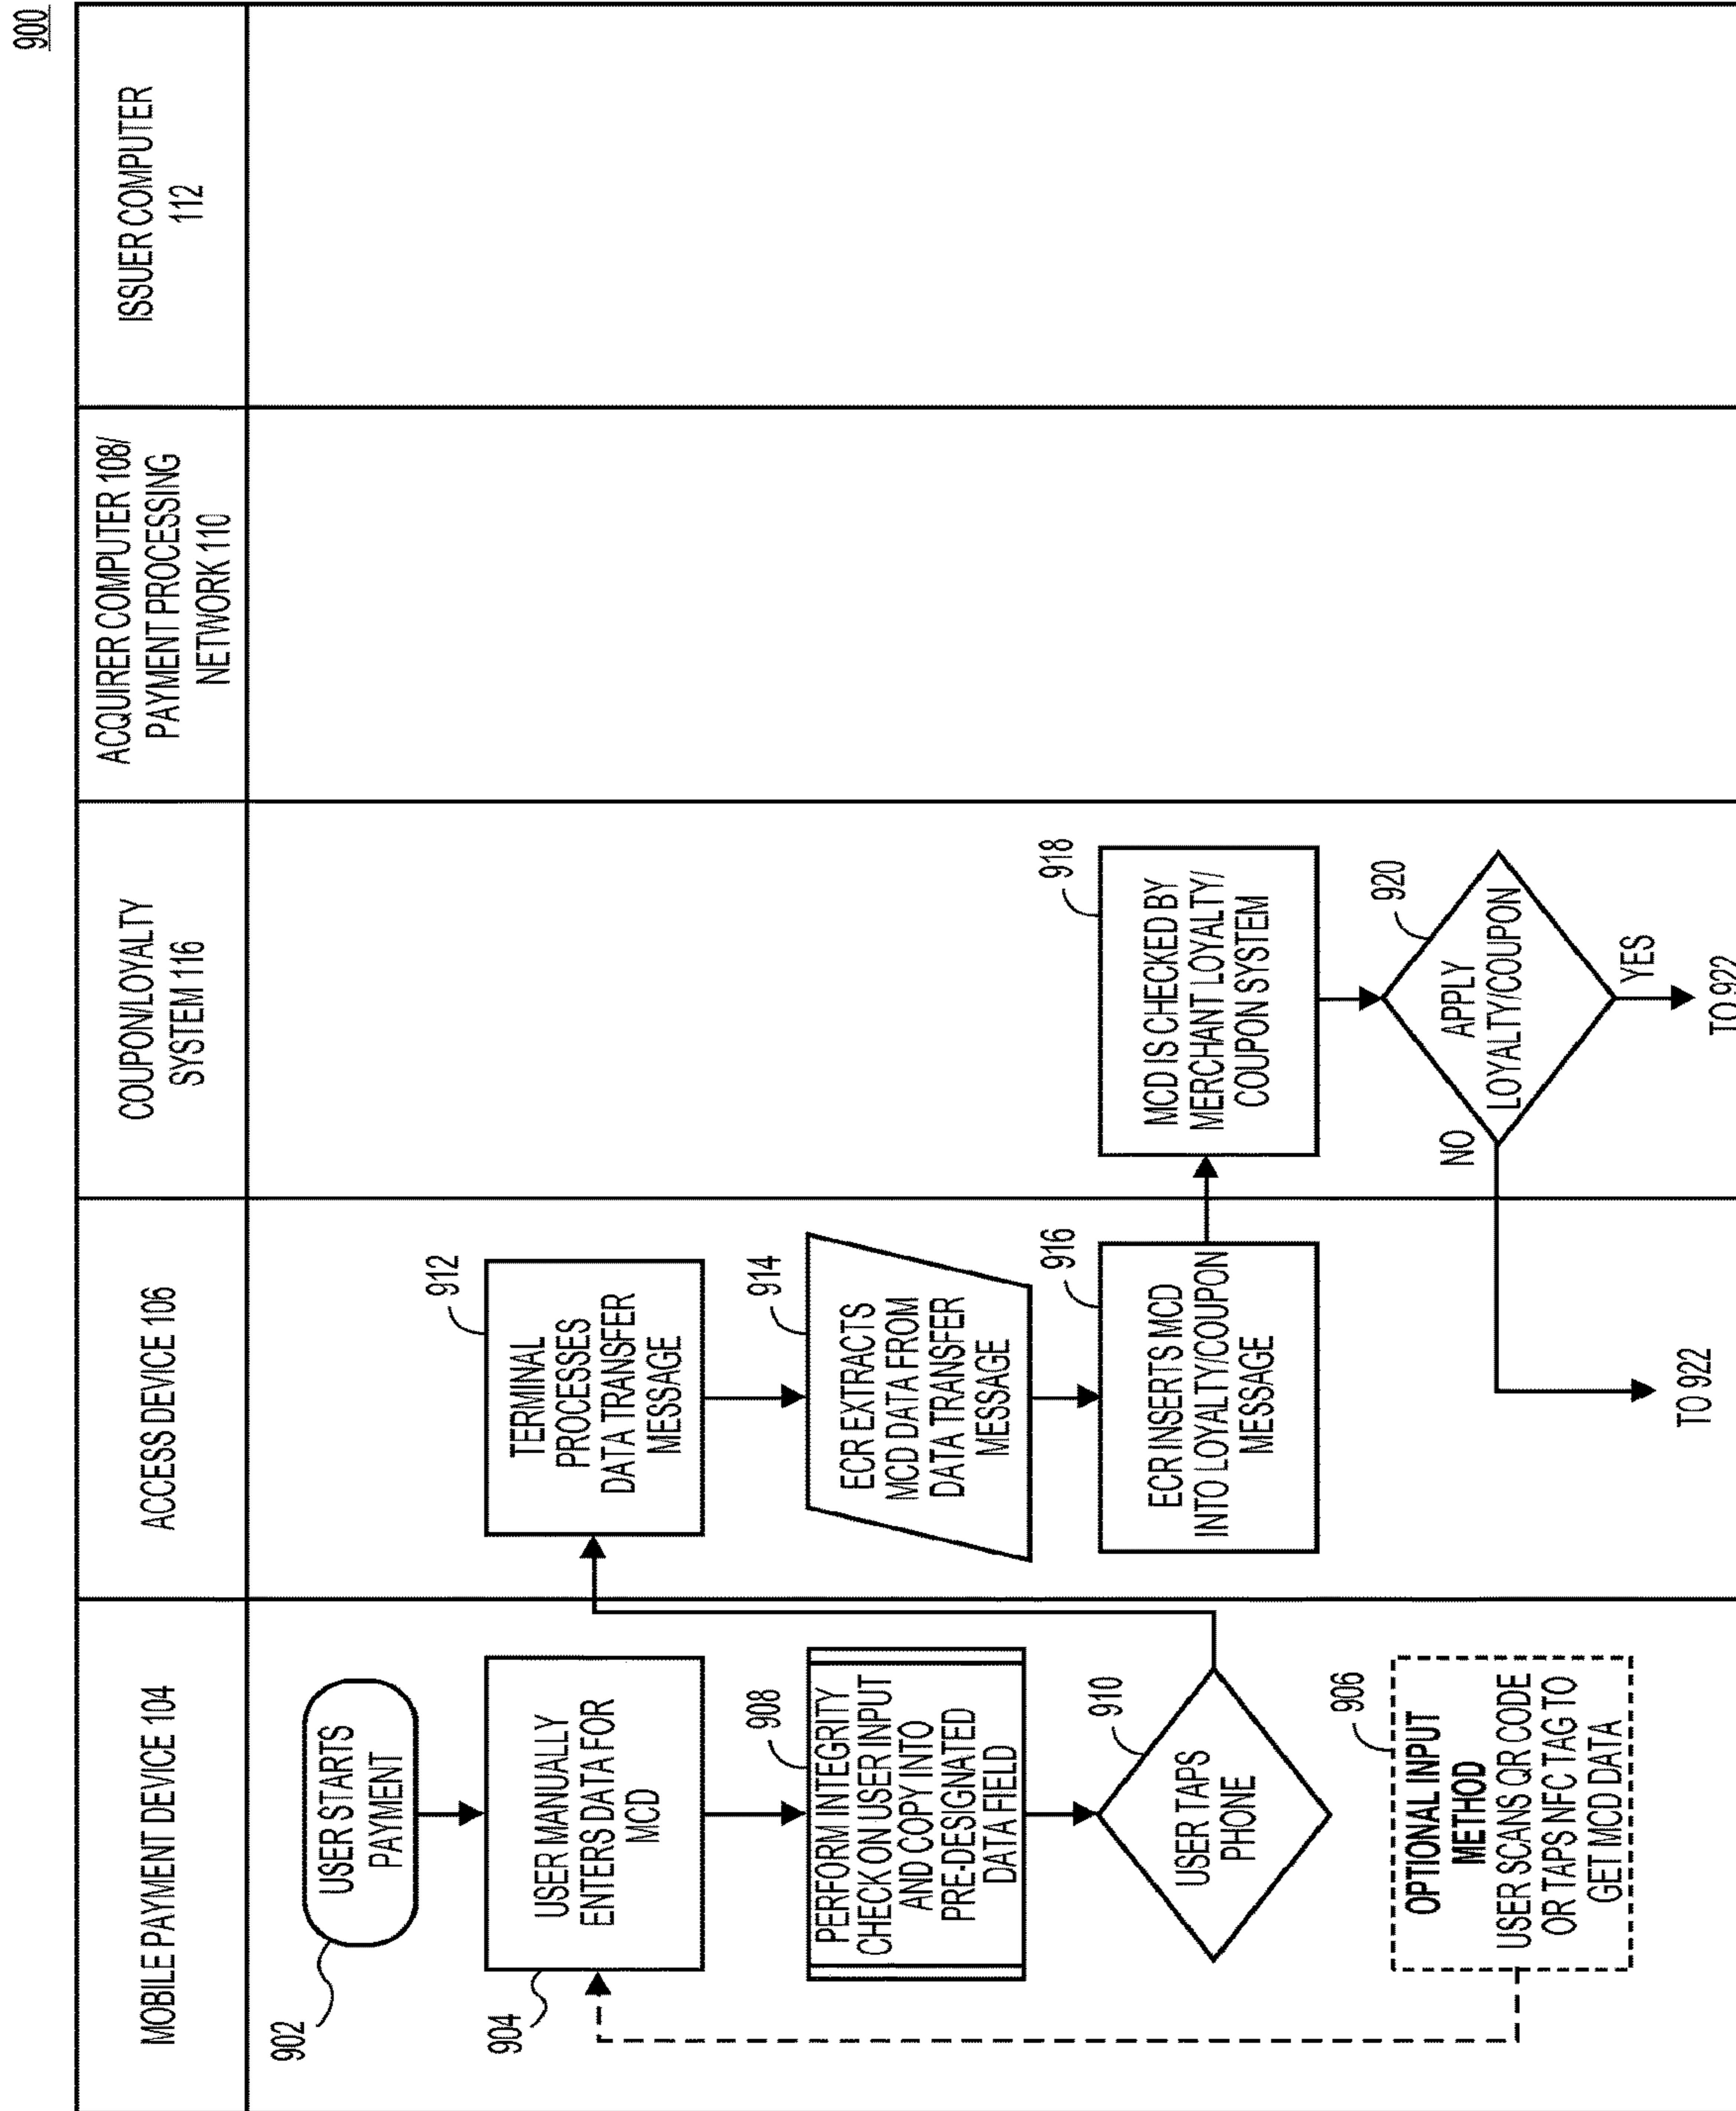 900
MOBILE PAYMENT DEVICE 104
ACCESS DEVICE 106
COUPON/LOYALTY
SYSTEM 116
ACQUIRER COMPUTER 108/
PAYMENT PROCESSING
NETWORK 110
ISSUER COMPUTER
112
902
USER STARTS
PAYMENT
904
USER MANUALLY
ENTERS DATA FOR
MCD
908
PERFORM INTEGRITY
CHECK ON USER INPUT
AND COPY INTO
PRE-DESIGNATED
DATA FIELD
910
USER TAPS
PHONE
906
OPTIONAL INPUT
METHOD
USER SCANS QR CODE
OR TAPS NFC TAG TO
GET MCD DATA
912
TERMINAL
PROCESSES
DATA TRANSFER
MESSAGE
914
ECR EXTRACTS
MCD DATA FROM
DATA TRANSFER
MESSAGE
916
ECR INSERTS MCD
INTO LOYALTY/COUPON
MESSAGE
918
MCD IS CHECKED BY
MERCHANT LOYALTY/
COUPON SYSTEM
920
APPLY
LOYALTY/COUPON
NO
YES
TO 922
TO 922